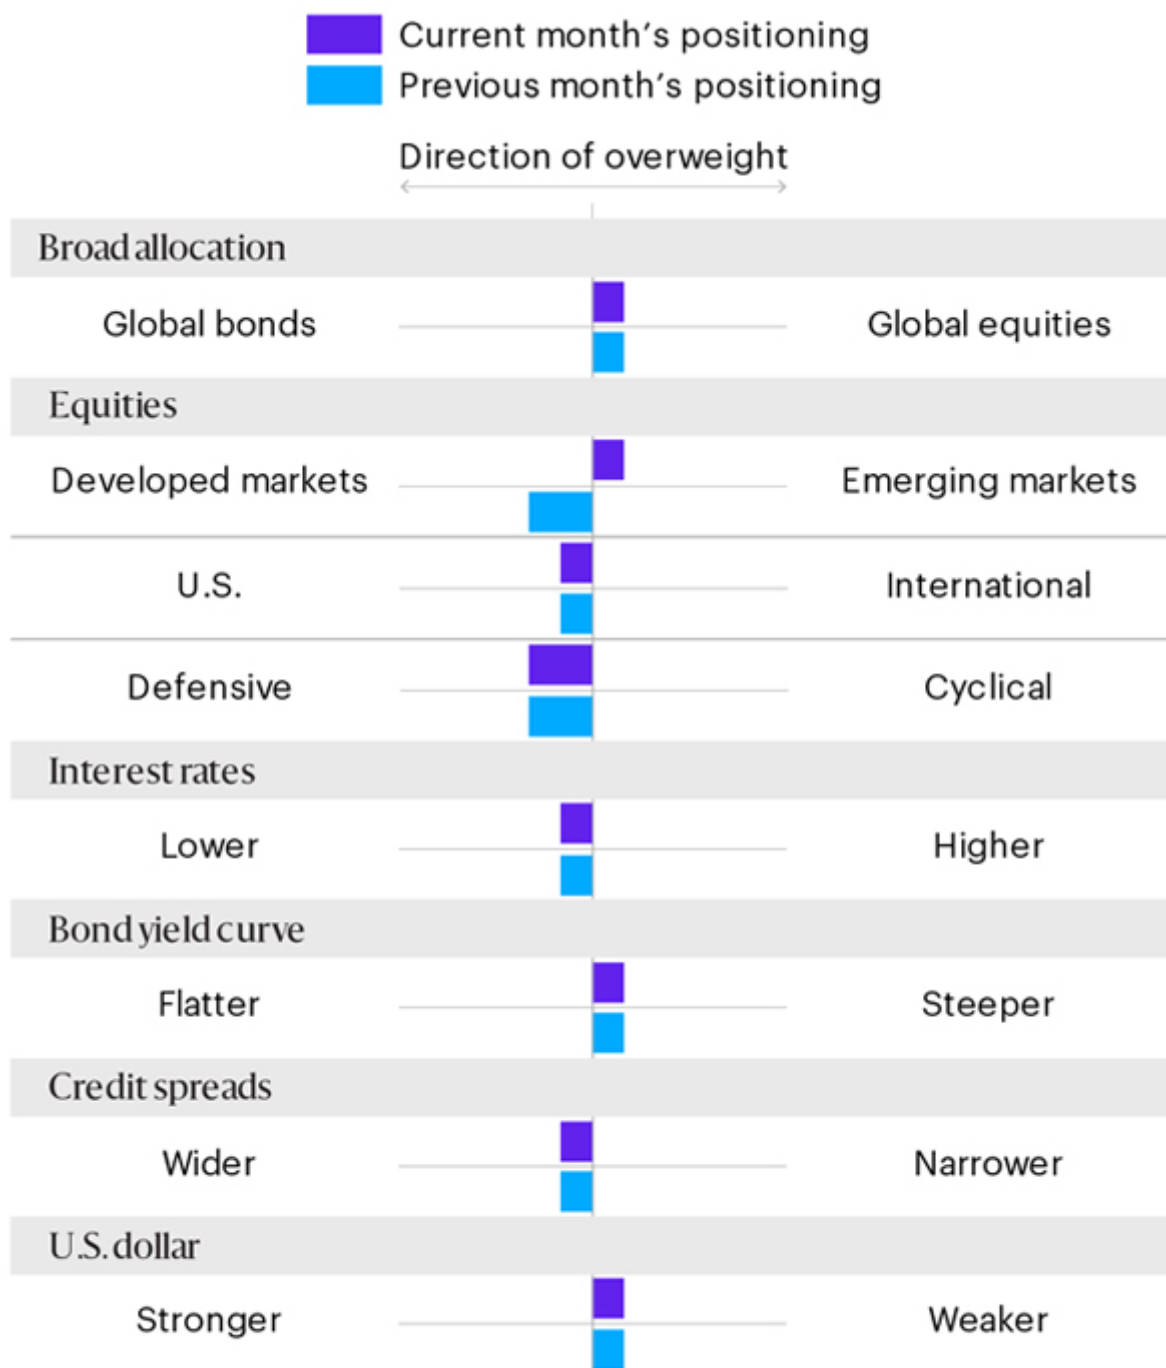 Current month’s positioning
Previous month’s positioning
Direction of overweight
Broad allocation
Global bonds
Global equities
Equities
Developed markets
Emerging markets
U.S.
International
Defensive
Cyclical
Interest rates
Lower
Higher
Bond yield curve
Flatter
Steeper
Credit spreads
Wider
Narrower
U.S. dollar
Stronger
Weaker